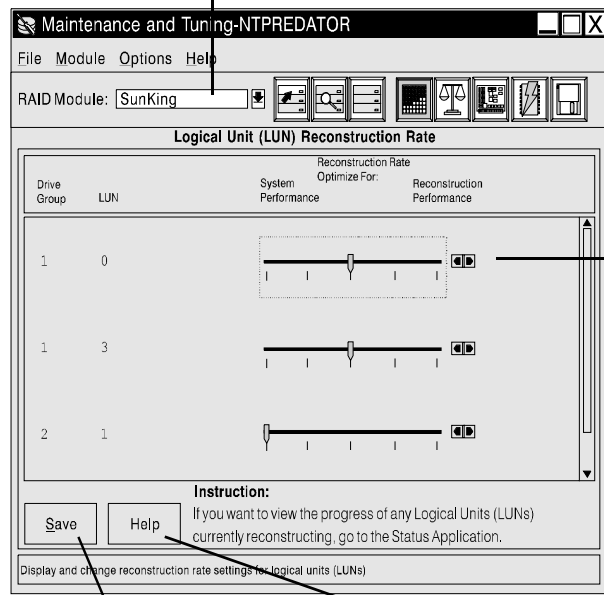 Maintenance and Tuning-NTPREDATOR
File Module Options Help
RAID Module: SunKing
Logical Unit (LUN) Reconstruction Rate
Reconstruction Rate
Optimize For:
Drive Group LUN System Performance Reconstruction Performance
1 0
1 3
2 1
Instruction:
If you want to view the progress of any Logical Units (LUNs)
currently reconstructing, go to the Status Application.
Save Help
Display and change reconstruction rate settings for logical units (LUNs)